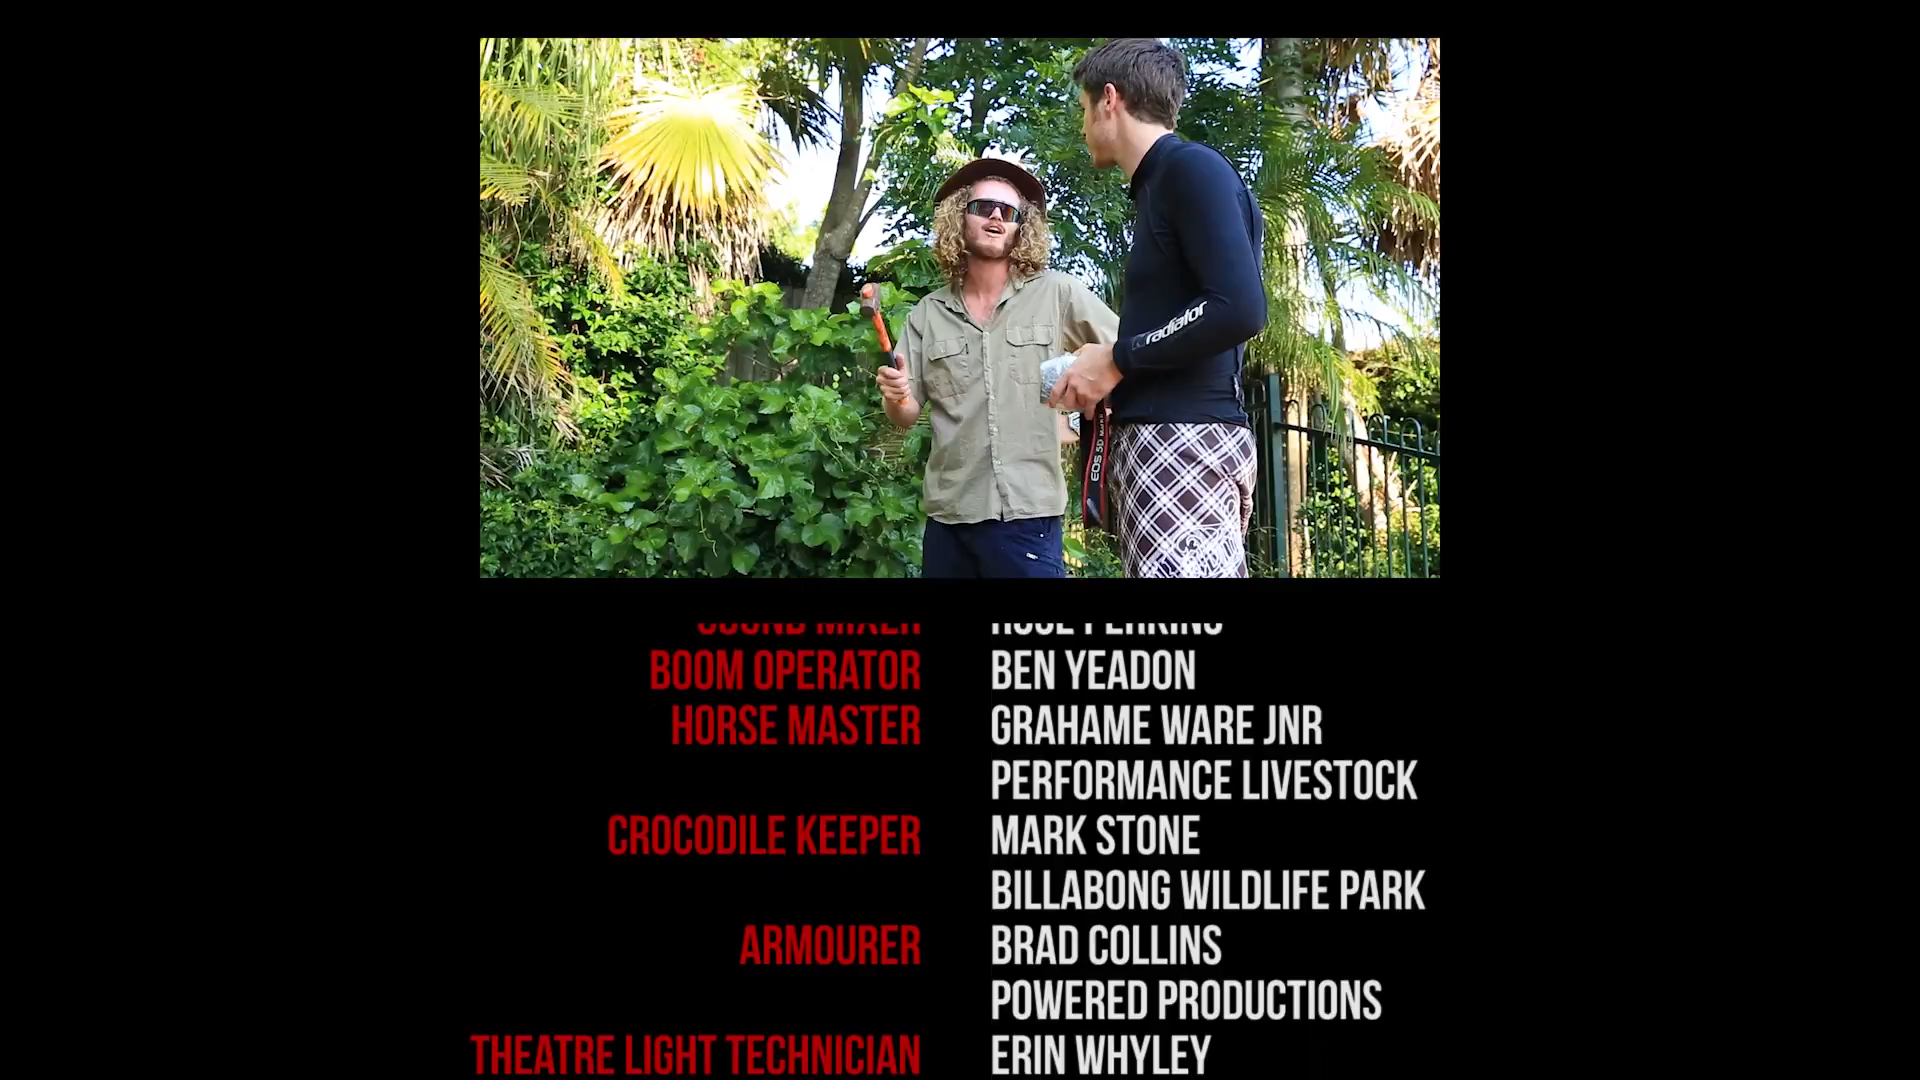 radiator
EOS 5D
BOOM OPERATOR BEN YEADON
HORSE MASTER GRAHAME WARE JNR
PERFORMANCE LIVESTOCK
CROCODILE KEEPER MARK STONE
BILLABONG WILDLIFE PARK
ARMOURER BRAD COLLINS
POWERED PRODUCTIONS
THEATRE LIGHT TECHNICIAN ERIN WHYLEY